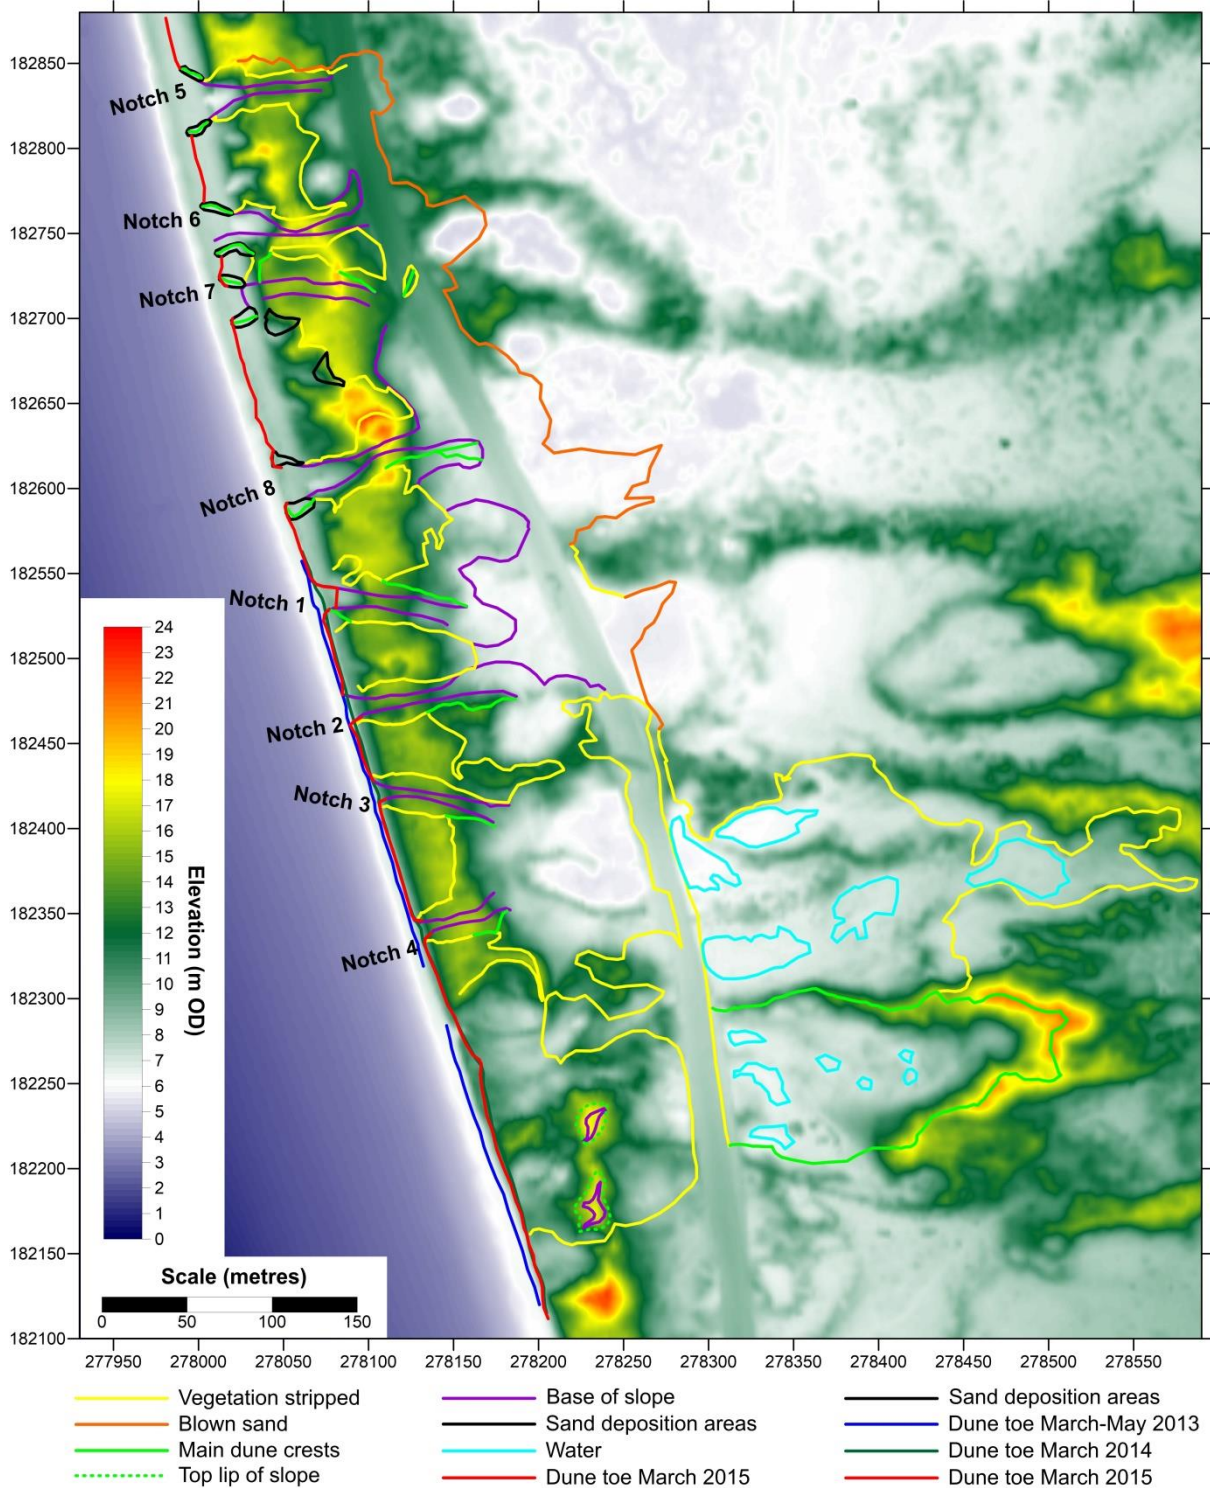 182850
182800
182750
182700
182650
182600
182550
182500
182450
182400
182350
182300
182250
182200
182150
182100
Notch 5
Notch 6
Notch 7
Notch 8
Notch 1
Notch 2
Notch 3
Notch 4
24
23
22
21
20
19
18
17
16
15
14
13
12
11
10
9
8
7
6
5
4
3
2
1
0
Elevation (m OD)
Scale (metres)
0 50 100 150
277950 278000 278050 278100 278150 278200 278250 278300 278350 278400 278450 278500 278550
Vegetation stripped
Blown sand
Main dune crests
Top lip of slope
Base of slope
Sand deposition areas
Water
Dune toe March 2015
Sand deposition areas
Dune toe March-May 2013
Dune toe March 2014
Dune toe March 2015